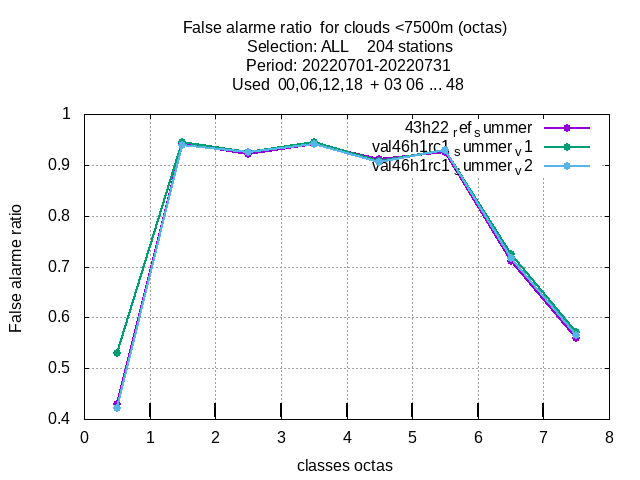 False alarme ratio  for clouds <7500m (octas)
Selection: ALL    204 stations
Period: 20220701-20220731
Used  00,06,12,18  + 03 06 ... 48
43h22 ref summer
val46h1rc1 summer v1
val46h1rc1 summer v2
False alarme ratio
1
0.9
0.8
0.7
0.6
0.5
0.4
0 1 2 3 4 5 6 7 8
classes octas